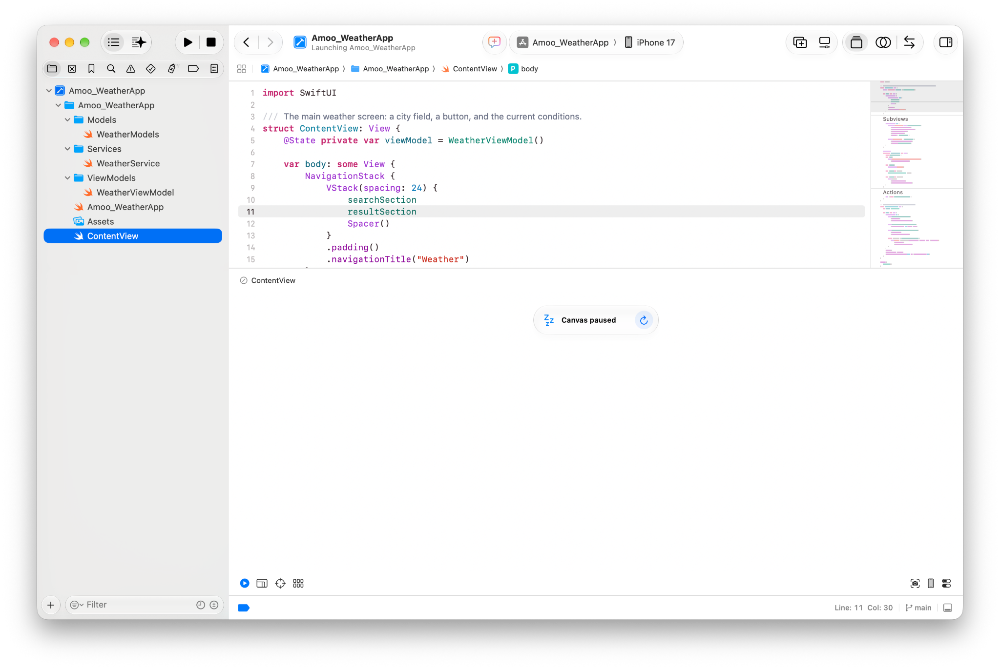 Amoo_WeatherApp
Launching Amoo_WeatherApp
Amoo_WeatherApp 〉 iPhone 17
Amoo_WeatherApp 〉 Amoo_WeatherApp 〉 ContentView 〉 P body
Amoo_WeatherApp
Amoo_WeatherApp
Models
WeatherModels
Services
WeatherService
ViewModels
WeatherViewModel
Amoo_WeatherApp
Assets
ContentView
Filter
1 import SwiftUI
2
3 /// The main weather screen: a city field, a button, and the current conditions.
4 struct ContentView: View {
5 @State private var viewModel = WeatherViewModel()
6
7 var body: some View {
8 NavigationStack {
9 VStack(spacing: 24) {
10 searchSection
11 resultSection
12 Spacer()
13 }
14 .padding()
15 .navigationTitle("Weather")
Subviews
Actions
ContentView
zzz Canvas paused
Line: 11 Col: 30
main